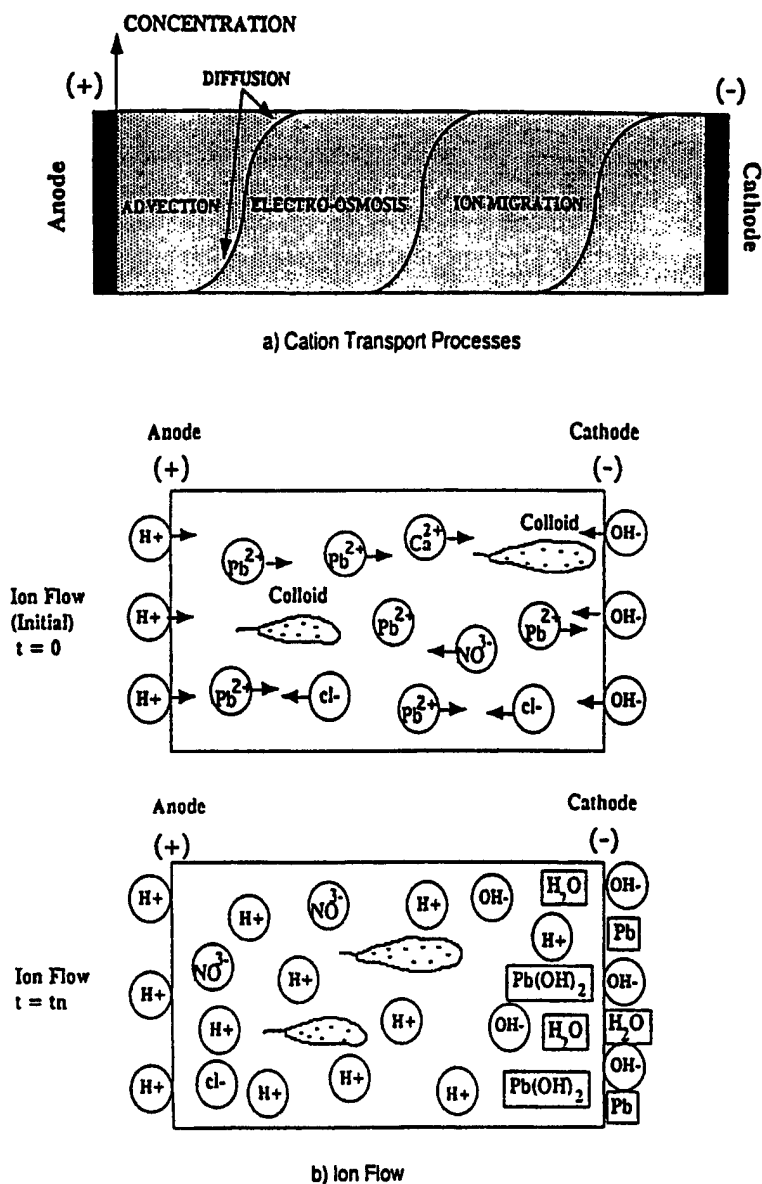 CONCENTRATION
(+)
DIFFUSION
(-)
Anode
ADVECTION
ELECTRO-OSMOSIS
ION MIGRATION
Cathode
a) Cation Transport Processes
Anode
Cathode
(+)
(-)
H+
Pb2+
Pb2+
Ca2+
Colloid
OH-
Ion Flow
(Initial)
t = 0
H+
Colloid
Pb2+
NO3-
Pb2+
OH-
H+
Pb2+
cl-
Pb2+
cl-
OH-
Anode
Cathode
(+)
(-)
H+
H+
NO3-
H+
OH-
H2O
OH-
H+
Pb
Ion Flow
t = tn
H+
NO3-
H+
Pb(OH)2
OH-
H+
H+
OH-
H2O
H2O
H+
cl-
H+
H+
H+
Pb(OH)2
OH-
Pb
b) Ion Flow